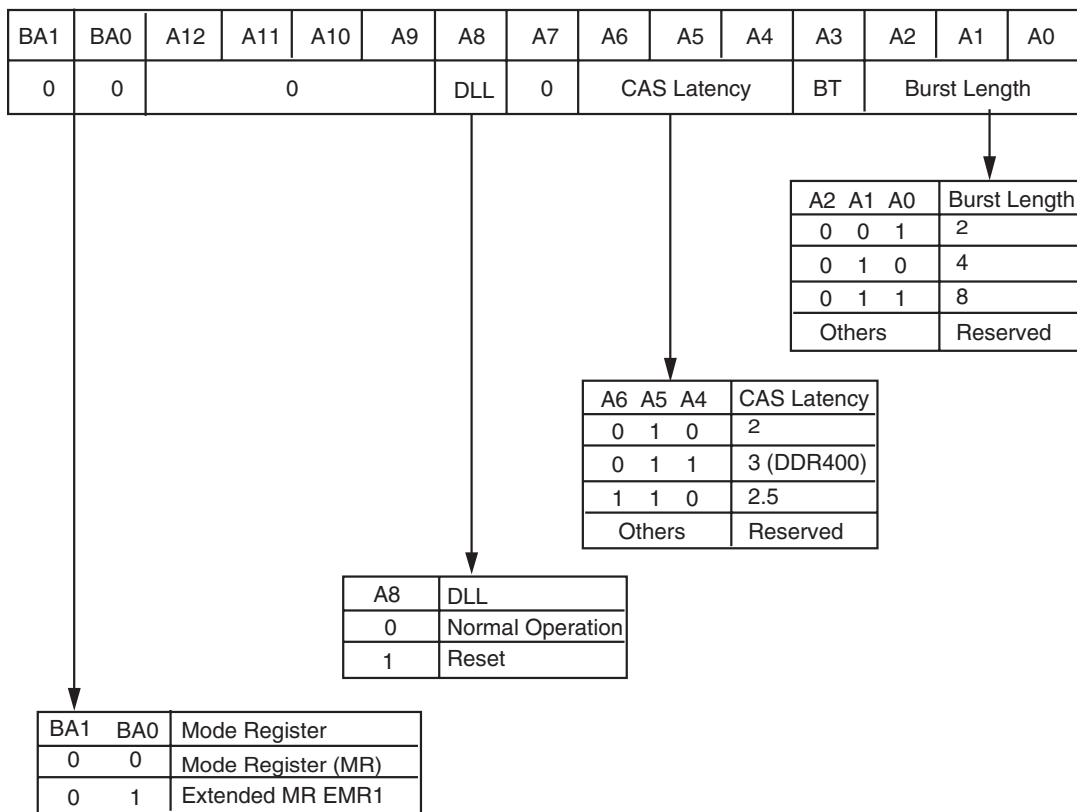 BA1 BA0 A12 A11 A10 A9 A8 A7 A6 A5 A4 A3 A2 A1 A0
0 0 0 DLL 0 CAS Latency BT Burst Length
A2 A1 A0 Burst Length
0 0 1 2
0 1 0 4
0 1 1 8
Others Reserved
A6 A5 A4 CAS Latency
0 1 0 2
0 1 1 3 (DDR400)
1 1 0 2.5
Others Reserved
A8 DLL
0 Normal Operation
1 Reset
BA1 BA0 Mode Register
0 0 Mode Register (MR)
0 1 Extended MR EMR1